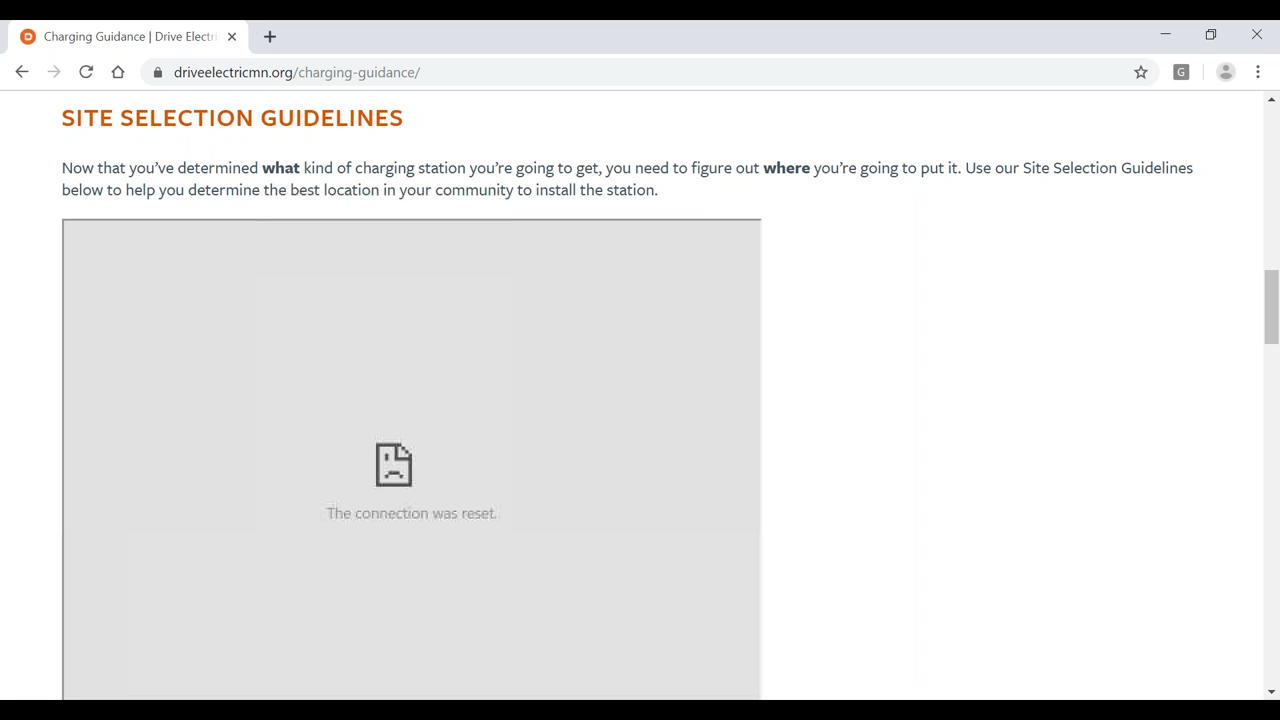 Charging Guidance | Drive Electri
driveelectricmn.org/charging-guidance/
G
SITE SELECTION GUIDELINES
Now that you’ve determined what kind of charging station you’re going to get, you need to figure out where you’re going to put it. Use our Site Selection Guidelines
below to help you determine the best location in your community to install the station.
The connection was reset.